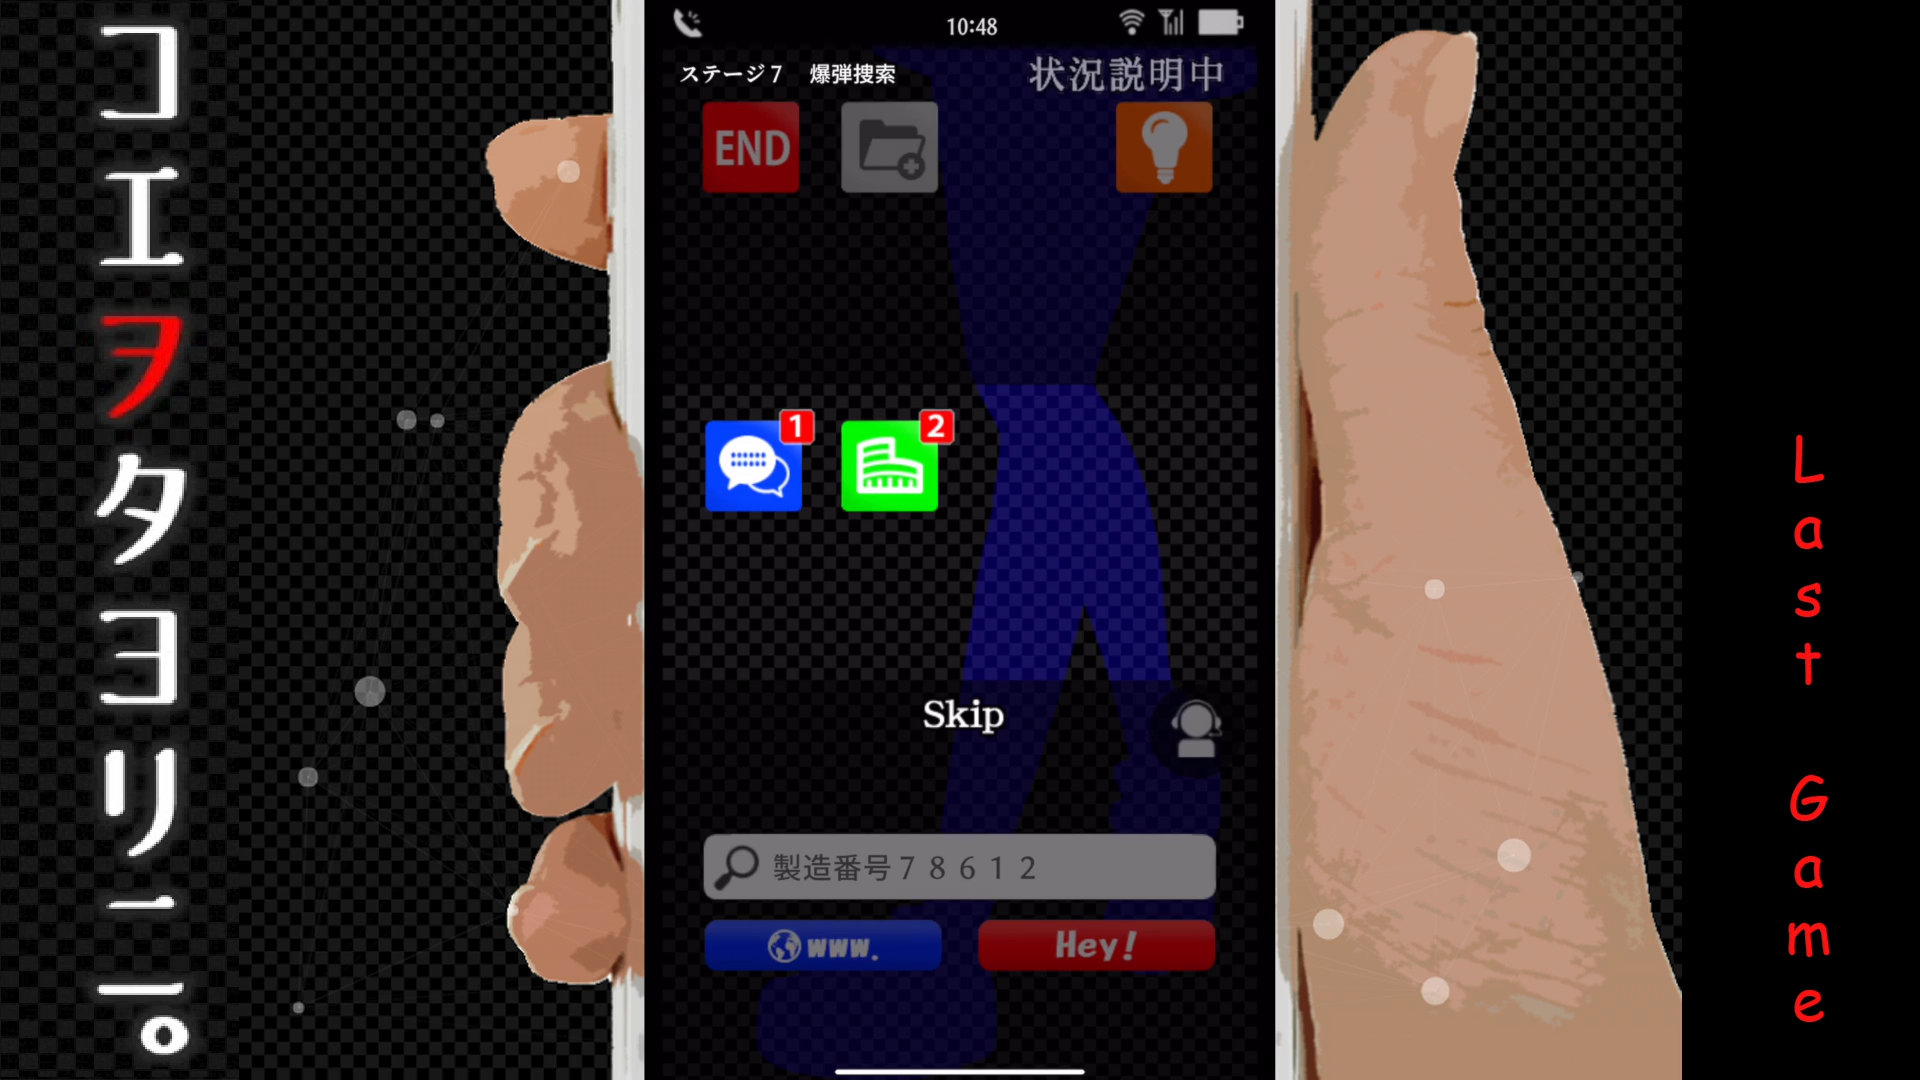 コエヲタヨリニ。
10:48
ステージ7 爆弾捜索
状況説明中
END
1
2
Skip
製造番号７８６１２
www.
Hey!
Last Game